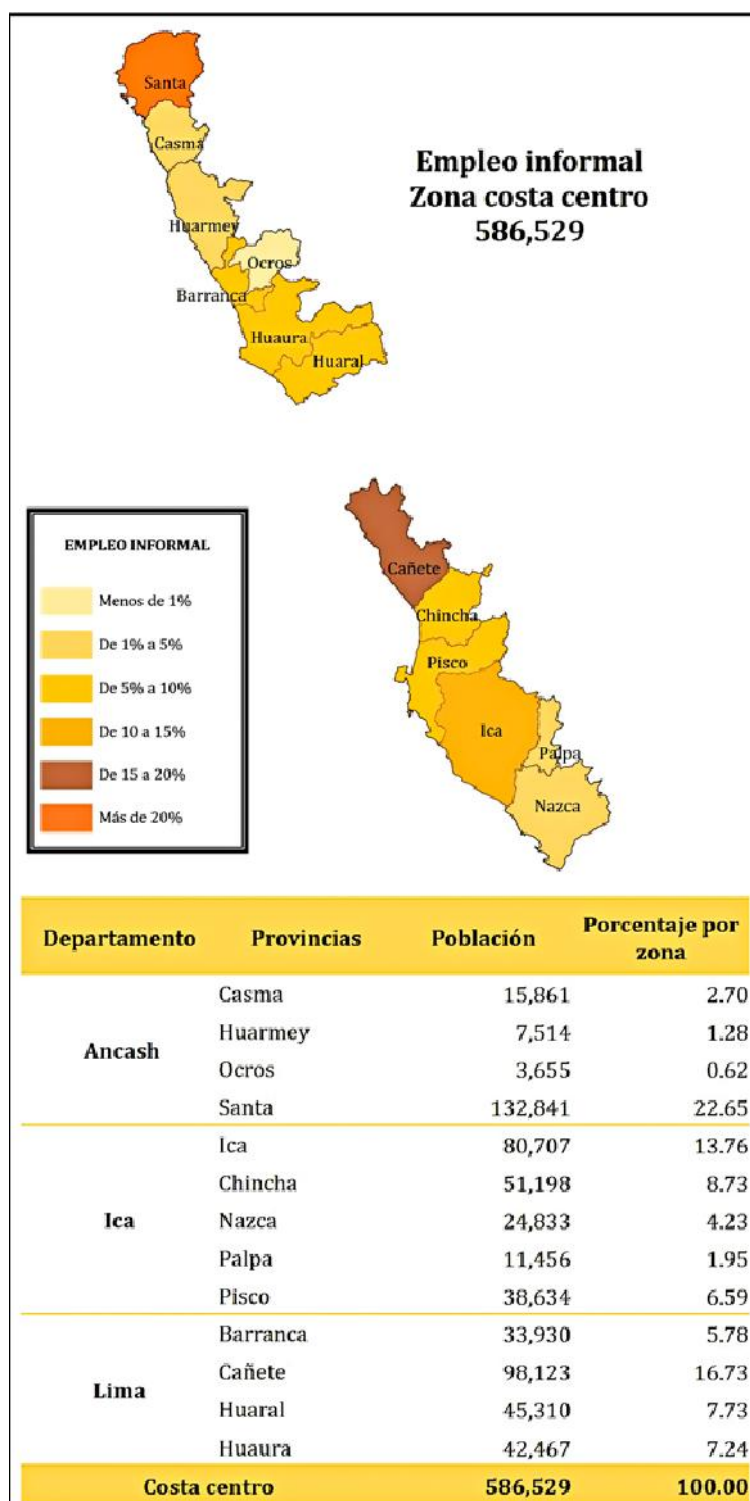 Santa
Casma
Huarmey
Ocros
Barranca
Huaura
Huaral
Empleo informal
Zona costa centro
586,529
EMPLEO INFORMAL
Menos de 1%
De 1% a 5%
De 5% a 10%
De 10 a 15%
De 15 a 20%
Más de 20%
Cañete
Chincha
Pisco
Ica
Palpa
Nazca
Departamento Provincias Población Porcentaje por zona
Ancash
Casma 15,861 2.70
Huarmey 7,514 1.28
Ocros 3,655 0.62
Santa 132,841 22.65
Ica
Ica 80,707 13.76
Chincha 51,198 8.73
Nazca 24,833 4.23
Palpa 11,456 1.95
Pisco 38,634 6.59
Lima
Barranca 33,930 5.78
Cañete 98,123 16.73
Huaral 45,310 7.73
Huaura 42,467 7.24
Costa centro 586,529 100.00